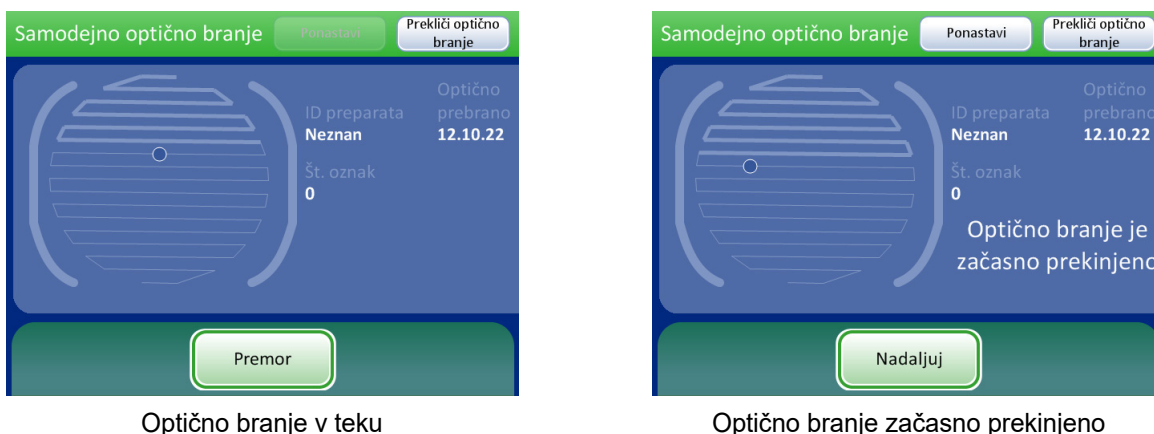 Samodejno optično branje
Ponastavi
Prekliči optično
branje
Optično
prebrano
12.10.22
ID preparata
Neznan
Št. oznak
0
Premor
Optično branje v teku
Samodejno optično branje
Ponastavi
Prekliči optično
branje
Optično
prebrano
12.10.22
ID preparata
Neznan
Št. oznak
0
Optično branje je
začasno prekinjeno
Nadaljuj
Optično branje začasno prekinjeno